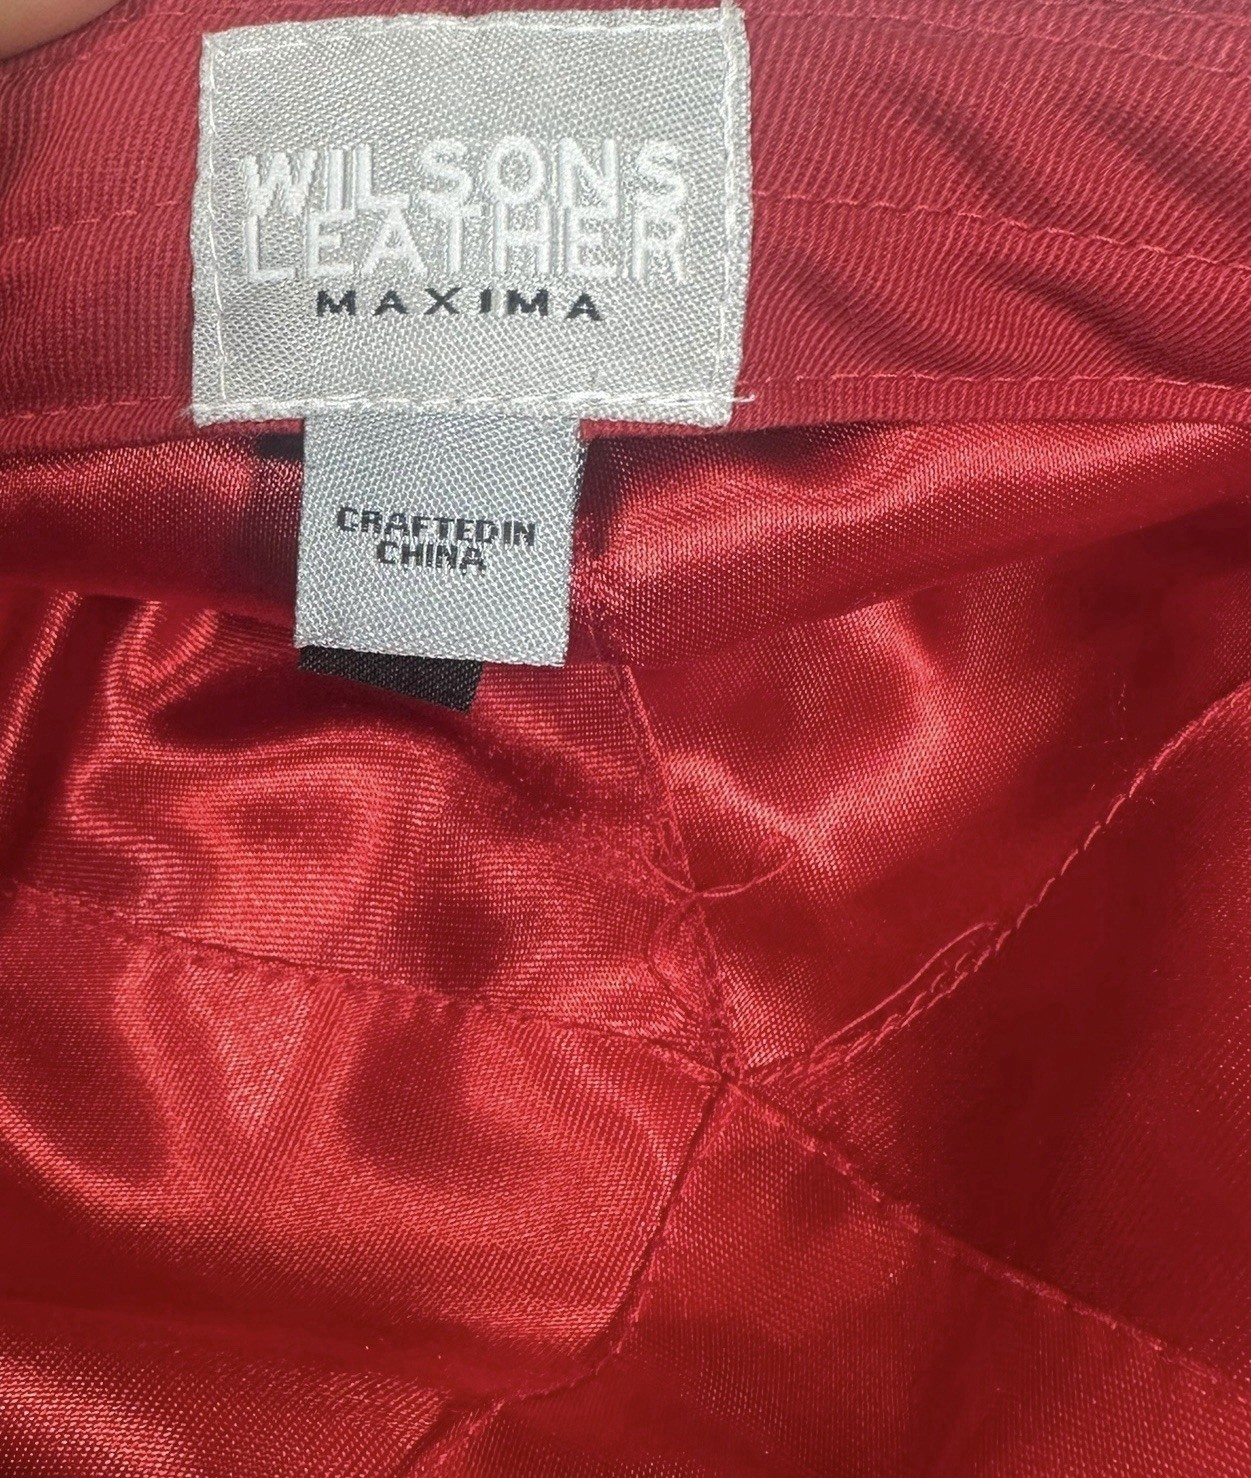 WILSONS
LEATHER
MAXIMA
CRAFTED IN
CHINA